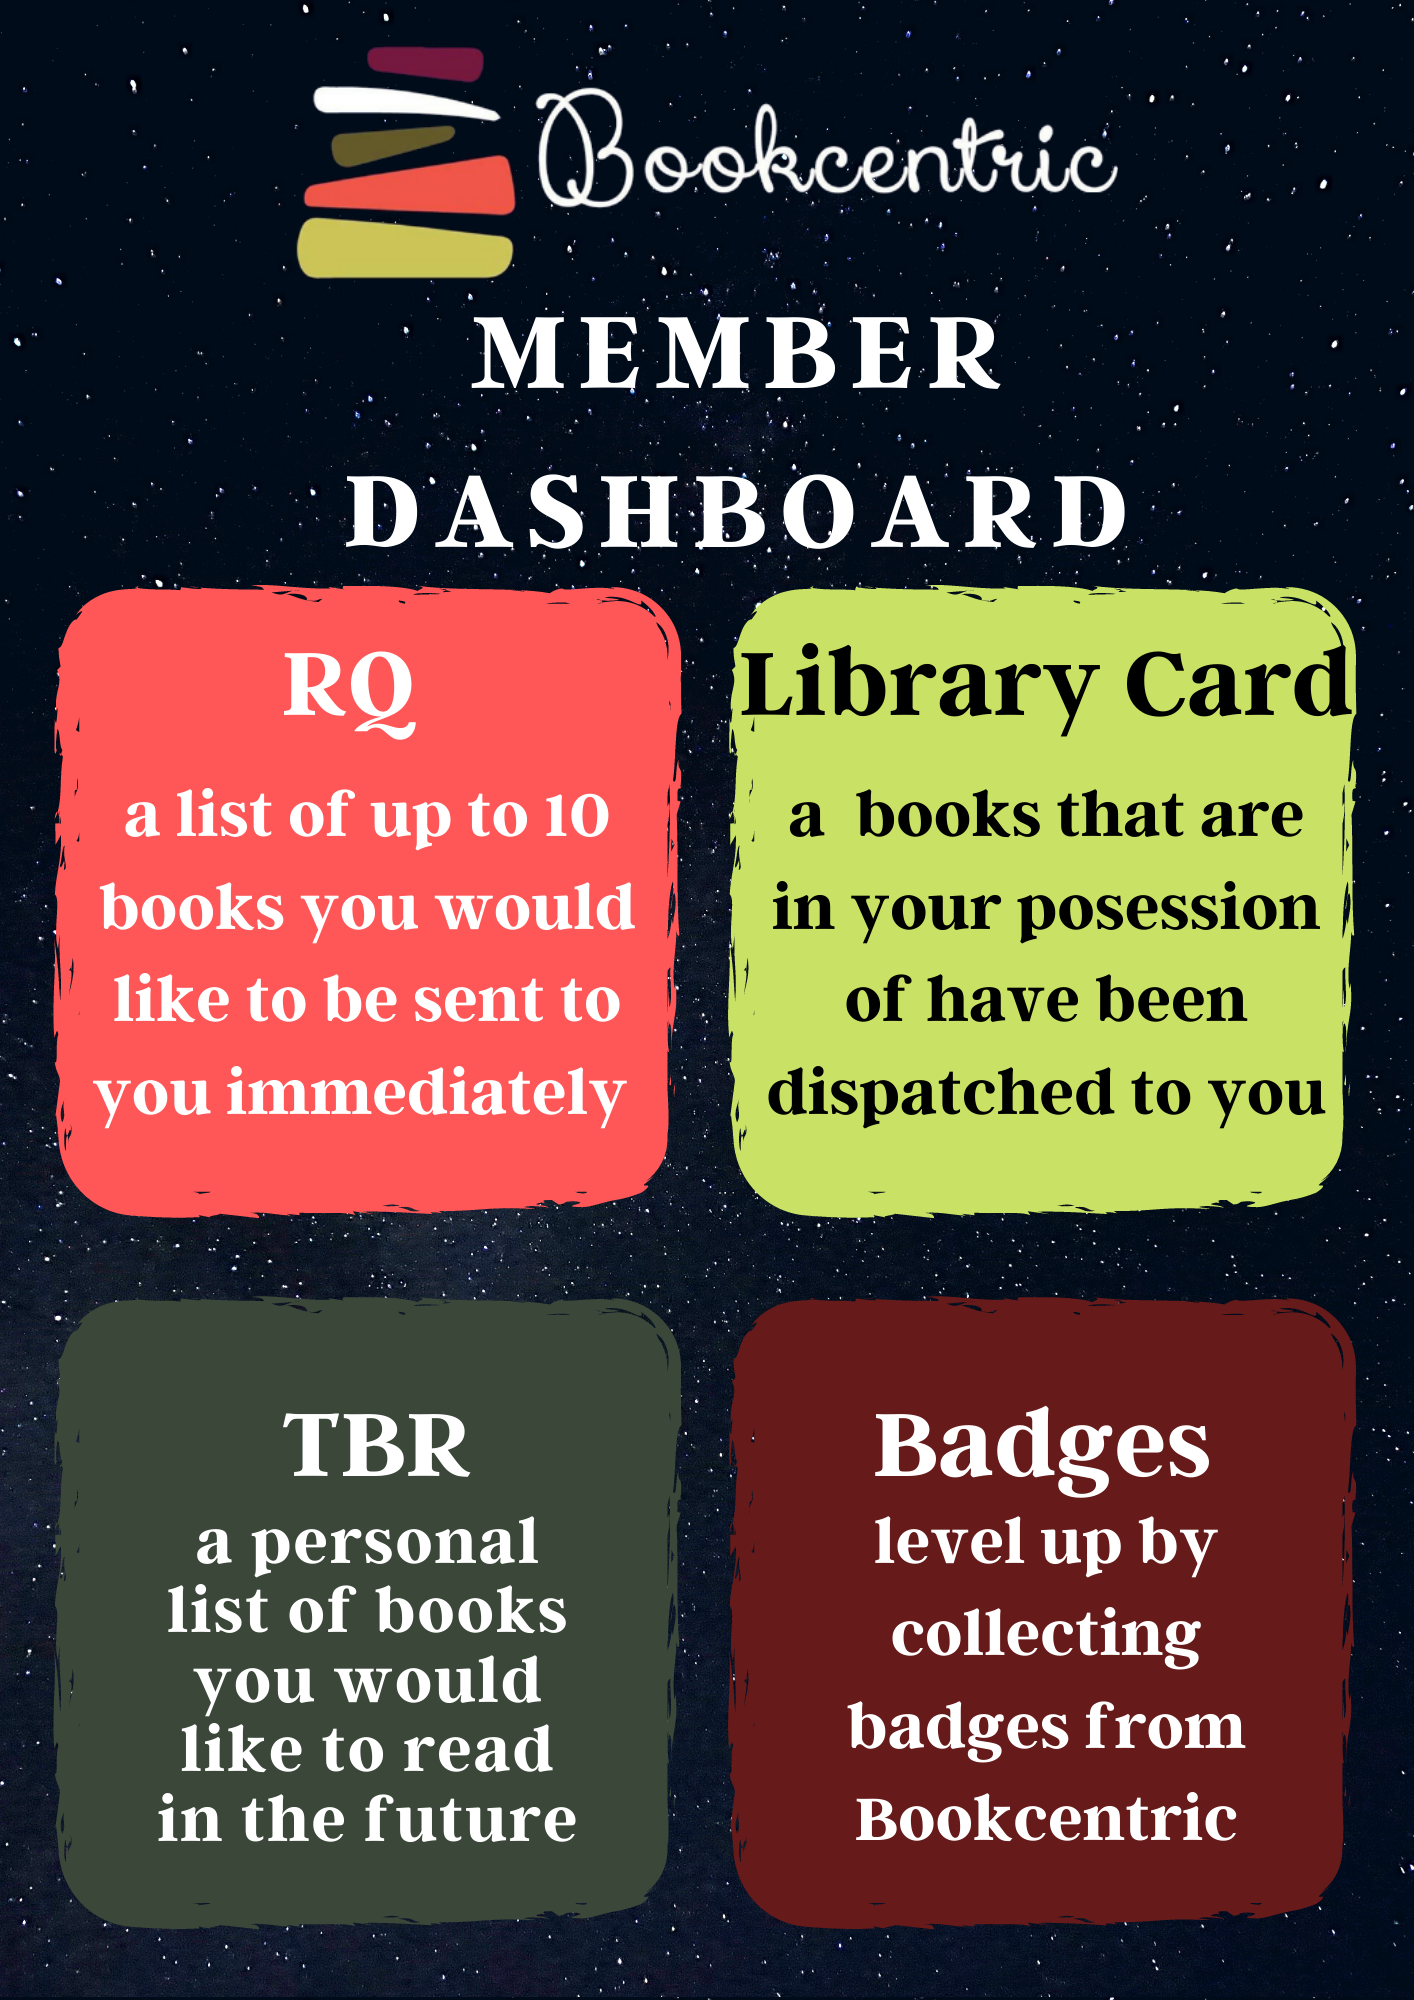 Bookcentric
MEMBER
DASHBOARD
RQ
a list of up to 10
books you would
like to be sent to
you immediately
Library Card
a  books that are
in your posession
of have been
dispatched to you
TBR
a personal
list of books
you would
like to read
in the future
Badges
level up by
collecting
badges from
Bookcentric